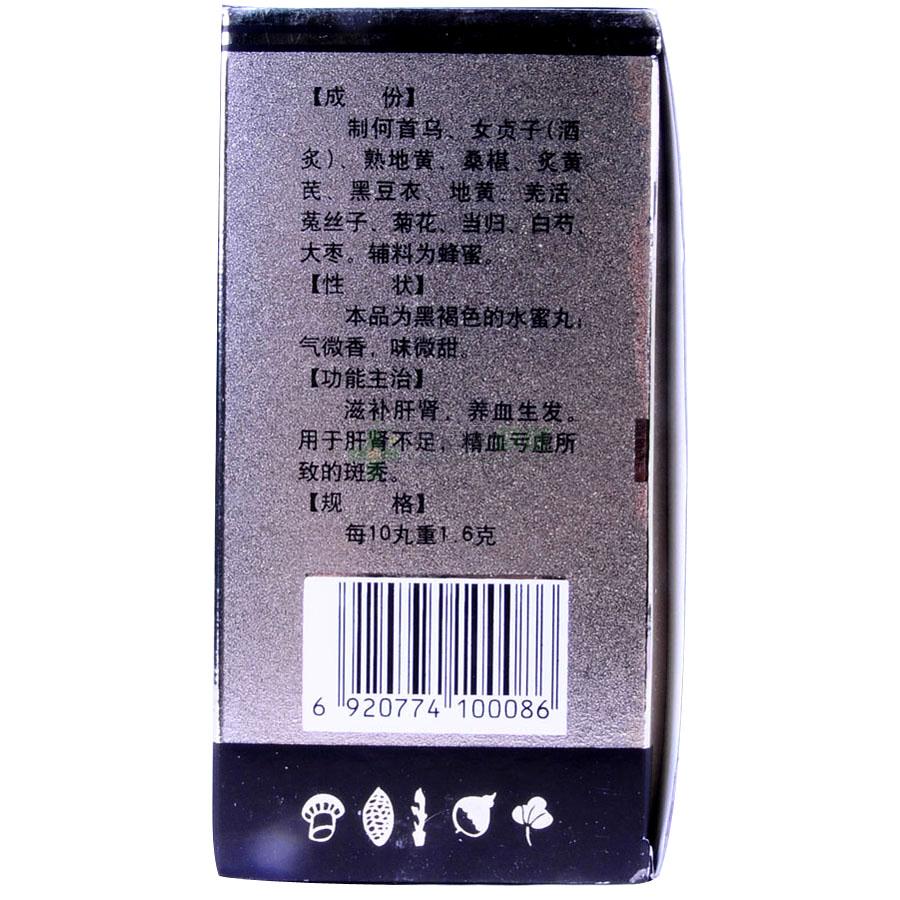 【成 份】
制何首乌、女贞子(酒
炙)、熟地黄、桑椹、炙黄
芪、黑豆衣、地黄、羌活、
菟丝子、菊花、当归、白芍、
大枣。辅料为蜂蜜。
【性 状】
本品为黑褐色的水蜜丸;
气微香，味微甜。
【功能主治】
滋补肝肾，养血生发。
用于肝肾不足，精血亏虚所
致的斑秃。
【规 格】
每10丸重1.6克
6 920774 100086